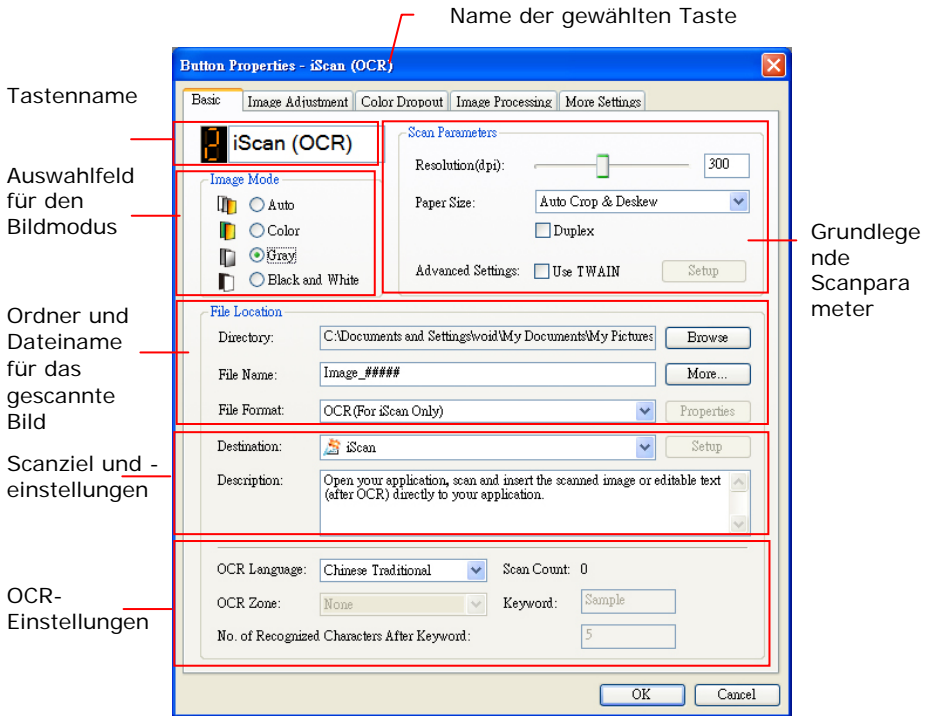 Name der gewählten Taste
Button Properties - iScan (OCR)
Tastenname
Basic Image Adjustment Color Dropout Image Processing More Settings
2 iScan (OCR)
Scan Parameters
Resolution(dpi): 300
Paper Size: Auto Crop & Deskew
Duplex
Advanced Settings: Use TWAIN Setup
Auswahlfeld
für den
Bildmodus
Image Mode
Auto
Color
Gray
Black and White
Grundlege
nde
Scanpara
meter
Ordner und
Dateiname
für das
gescannte
Bild
File Location
Directory: C:\Documents and Settings\void\My Documents\My Pictures Browse
File Name: Image_##### More...
File Format: OCR(For iScan Only) Properties
Scanziel und -
einstellungen
Destination: iScan Setup
Description: Open your application, scan and insert the scanned image or editable text
(after OCR) directly to your application.
OCR-
Einstellungen
OCR Language: Chinese Traditional Scan Count: 0
OCR Zone: None Keyword: Sample
No. of Recognized Characters After Keyword: 5
OK Cancel